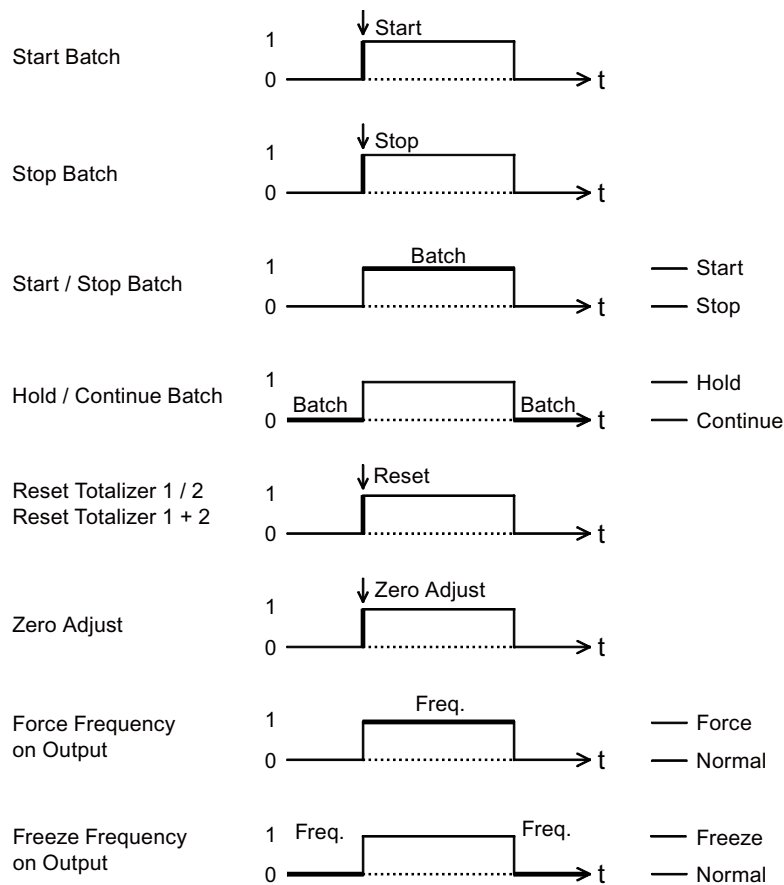 Start Batch
1
0
Start
t
Stop Batch
1
0
Stop
t
Start / Stop Batch
1
0
Batch
t
Start
Stop
Hold / Continue Batch
1
0
Batch
Batch
t
Hold
Continue
Reset Totalizer 1 / 2
Reset Totalizer 1 + 2
1
0
Reset
t
Zero Adjust
1
0
Zero Adjust
t
Force Frequency
on Output
1
0
Freq.
t
Force
Normal
Freeze Frequency
on Output
1
0
Freq.
Freq.
t
Freeze
Normal